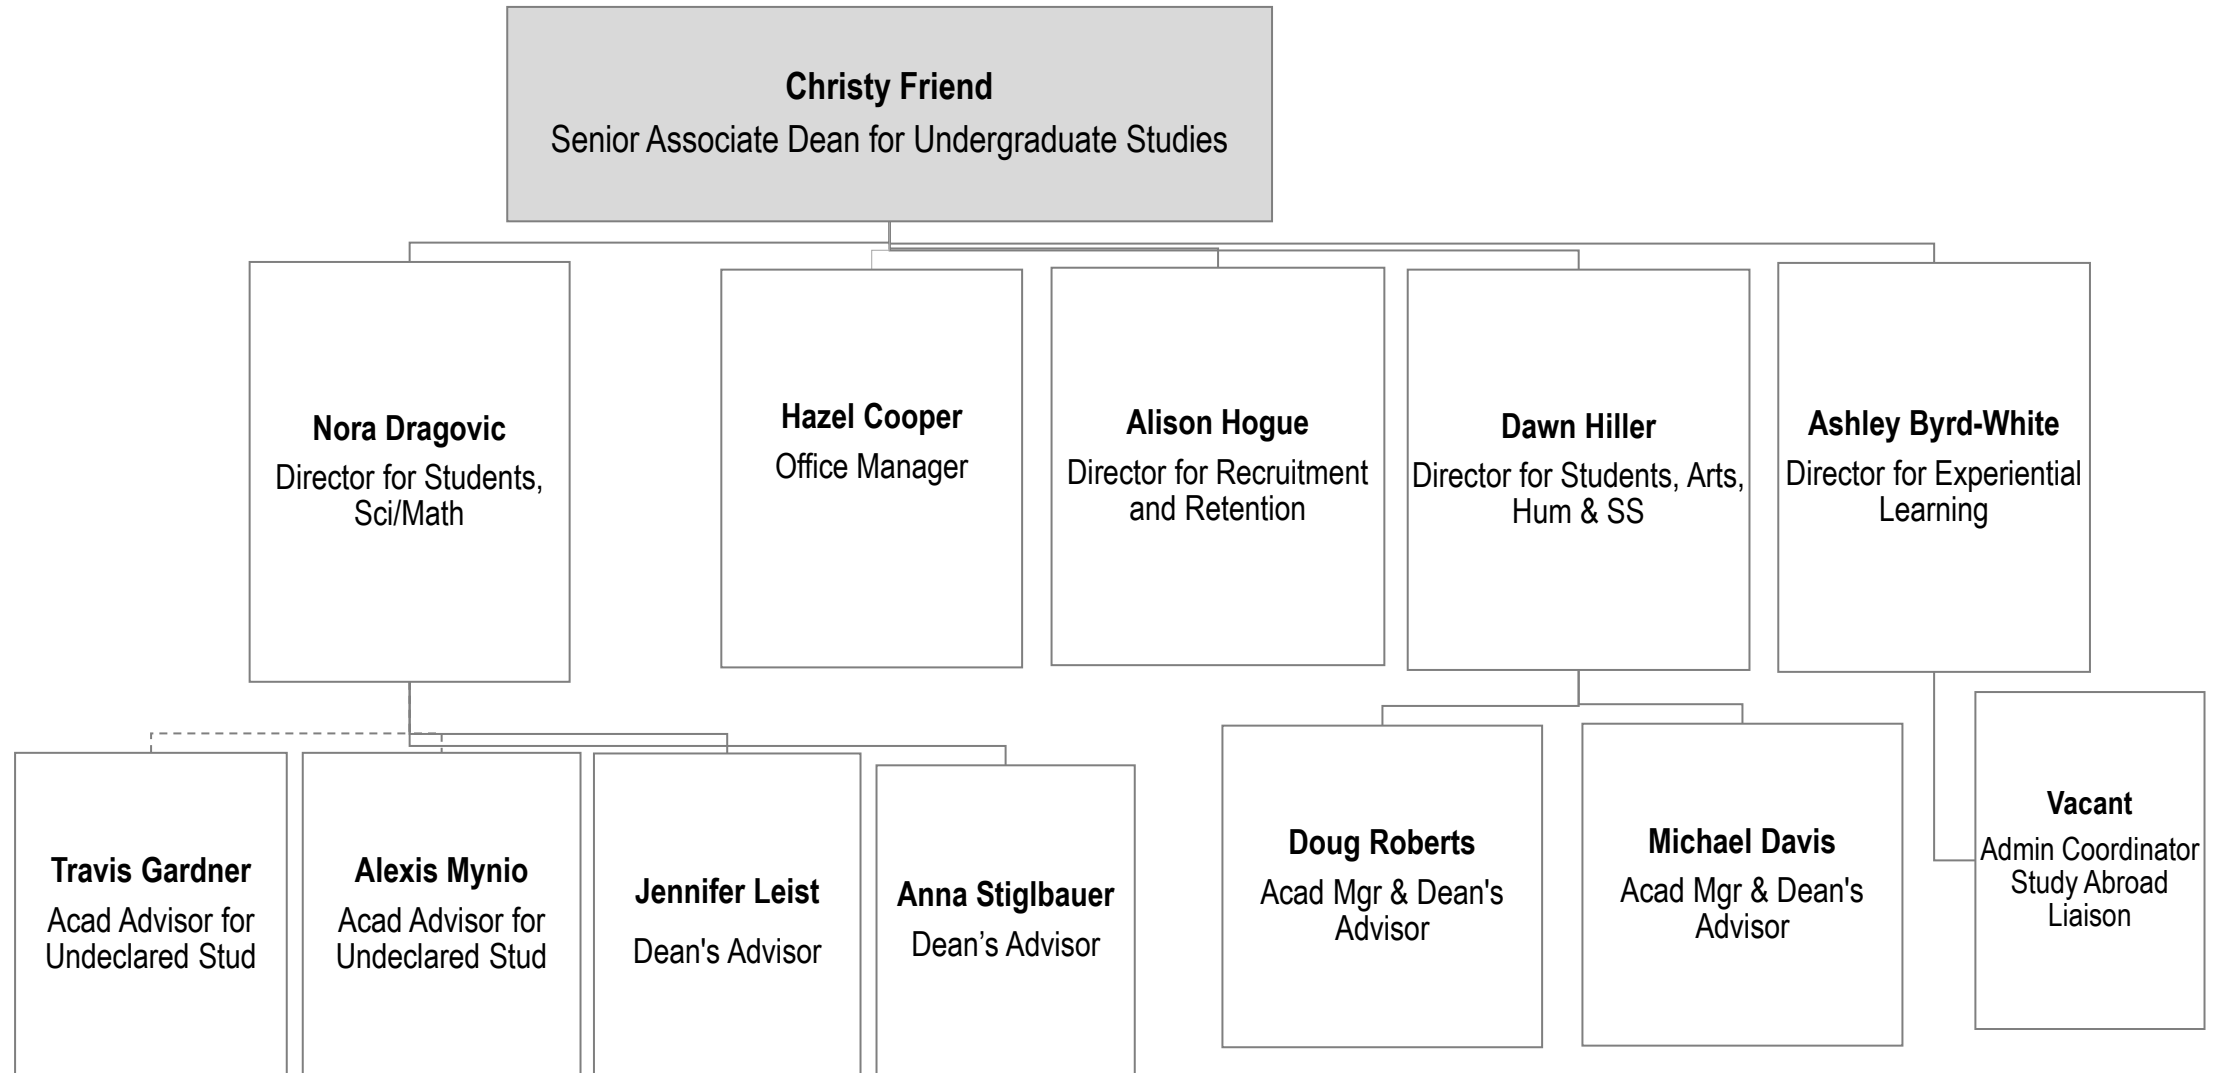 Christy Friend
Senior Associate Dean for Undergraduate Studies
Nora Dragovic
Director for Students,
Sci/Math
Hazel Cooper
Office Manager
Alison Hogue
Director for Recruitment
and Retention
Dawn Hiller
Director for Students, Arts,
Hum & SS
Ashley Byrd-White
Director for Experiential
Learning
Travis Gardner
Acad Advisor for
Undeclared Stud
Alexis Mynio
Acad Advisor for
Undeclared Stud
Jennifer Leist
Dean's Advisor
Anna Stiglbauer
Dean’s Advisor
Doug Roberts
Acad Mgr & Dean's
Advisor
Michael Davis
Acad Mgr & Dean's
Advisor
Vacant
Admin Coordinator
Study Abroad
Liaison